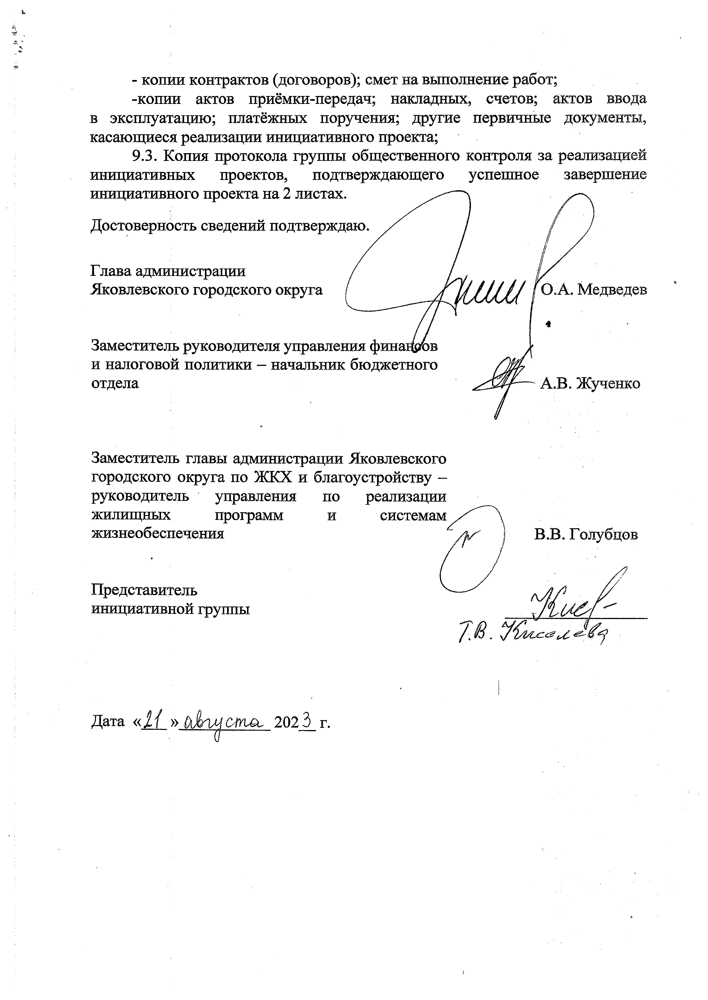 - копии контрактов (договоров); смет на выполнение работ;
-копии актов приёмки-передач; накладных, счетов; актов ввода
в эксплуатацию; платёжных поручения; другие первичные документы,
касающиеся реализации инициативного проекта;
9.3. Копия протокола группы общественного контроля за реализацией
инициативных проектов, подтверждающего успешное завершение
инициативного проекта на 2 листах.
Достоверность сведений подтверждаю.
Глава администрации
Яковлевского городского округа О.А. Медведев
Заместитель руководителя управления финансов
и налоговой политики – начальник бюджетного
отдела А.В. Жученко
Заместитель главы администрации Яковлевского
городского округа по ЖКХ и благоустройству –
руководитель управления по реализации
жилищных программ и системам
жизнеобеспечения В.В. Голубцов
Представитель
инициативной группы
Т.В. Киселёва
Дата «21» августа 2023 г.